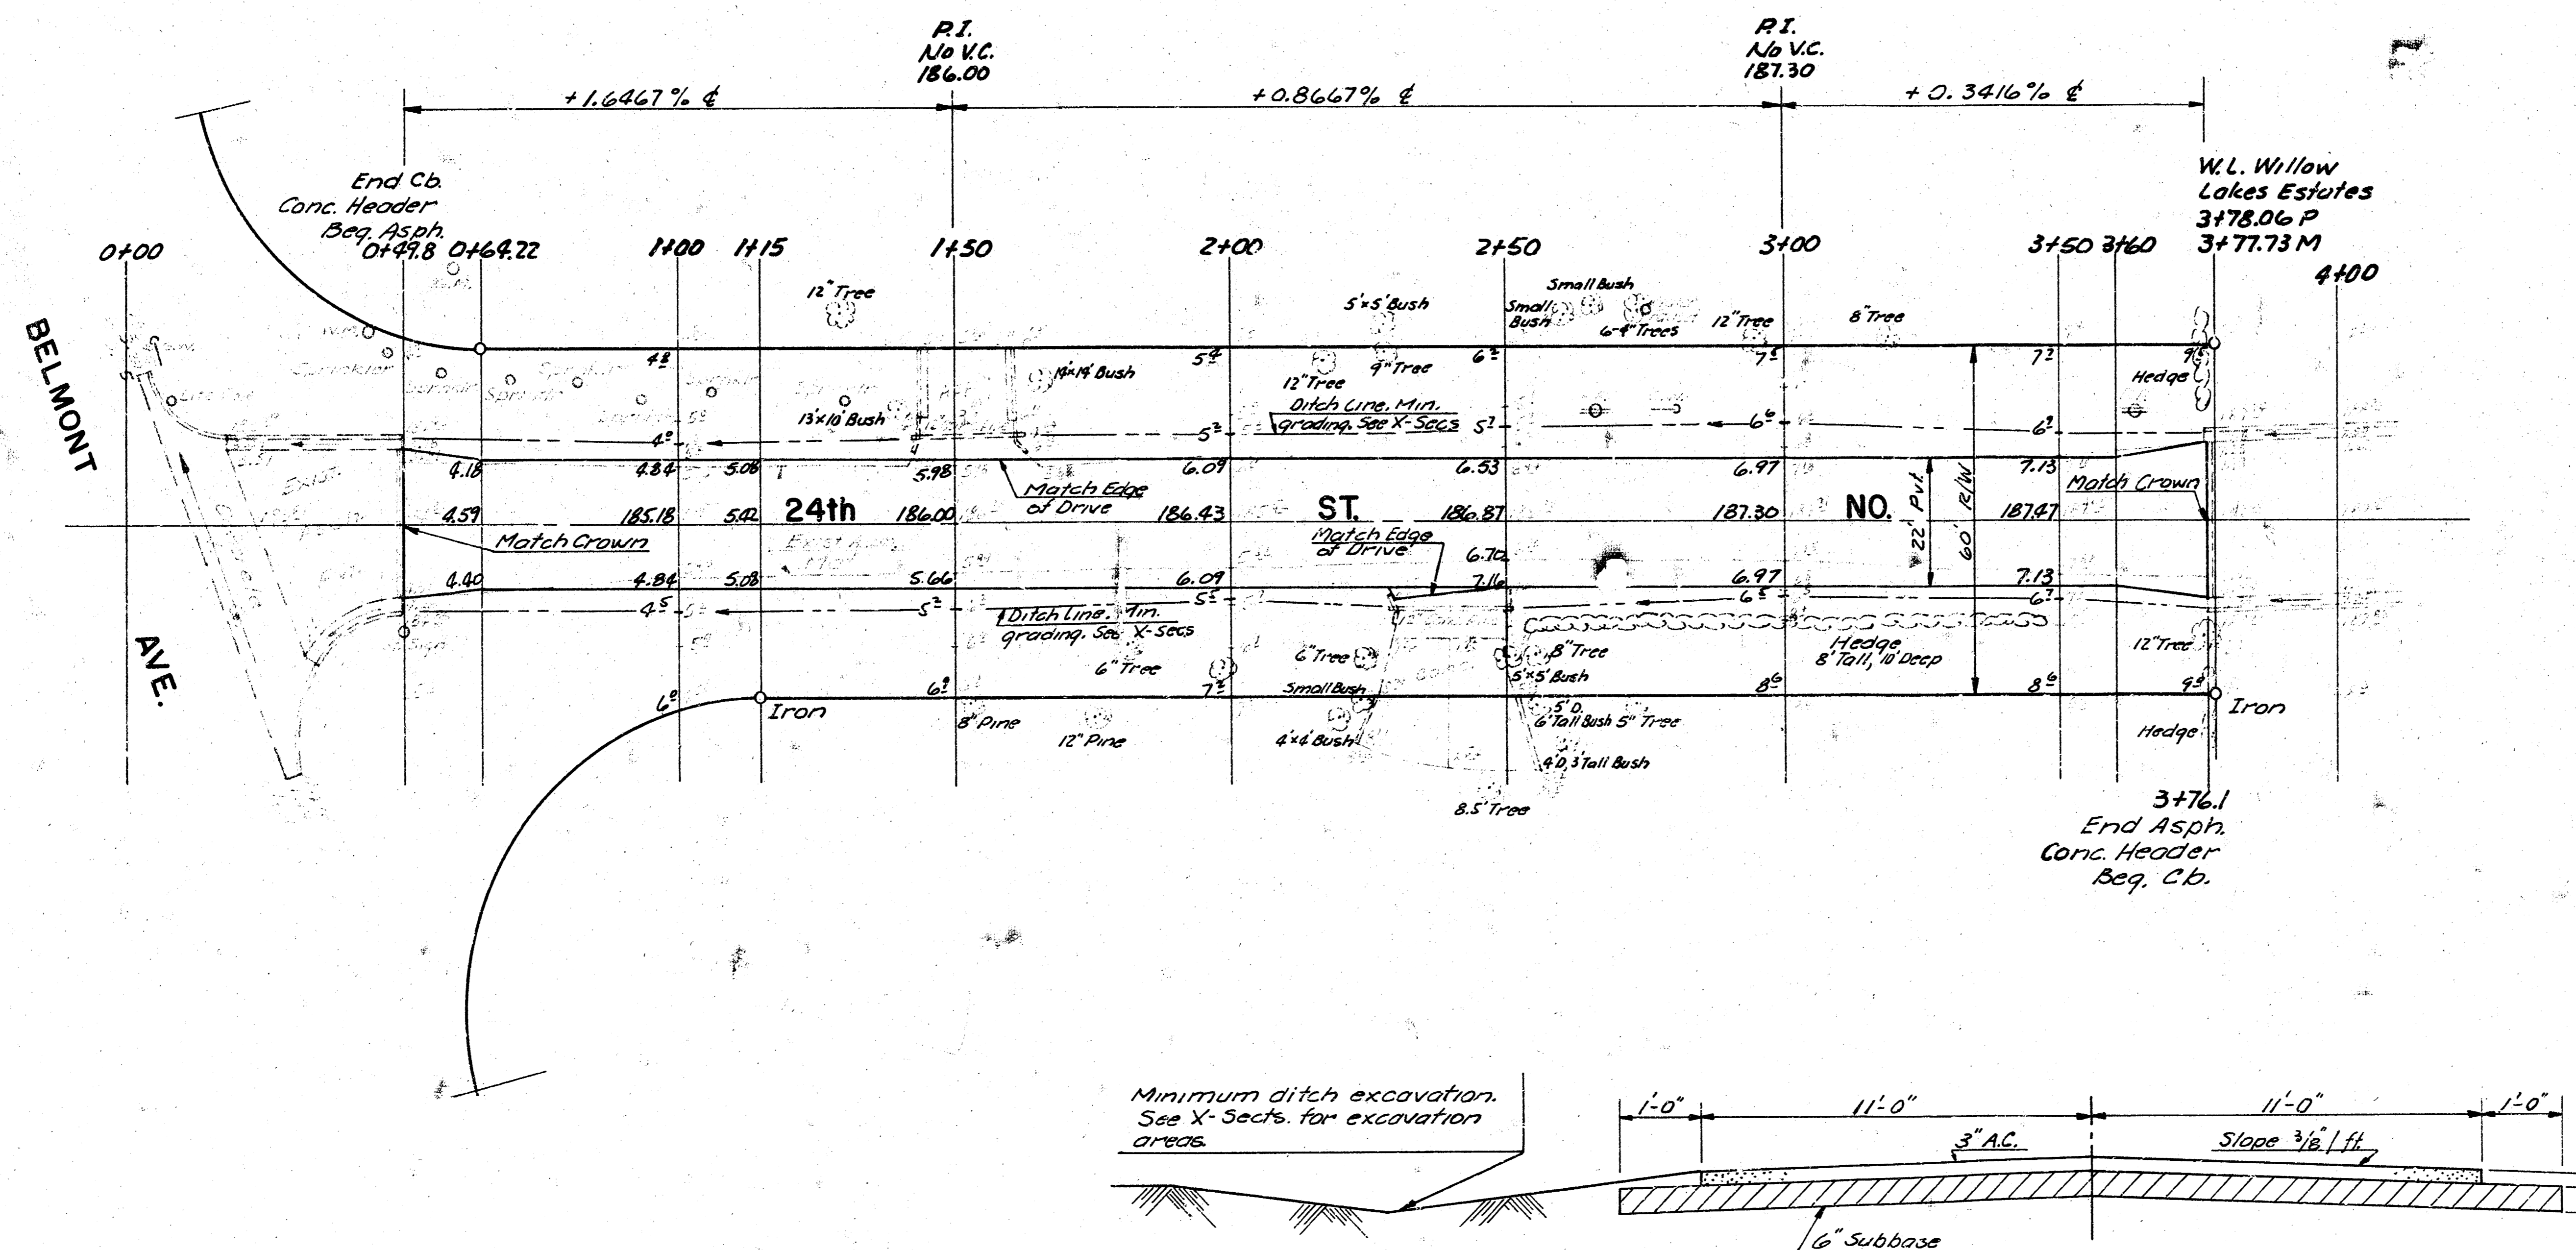 P.I.
No V.C.
186.00
P.I.
No V.C.
187.30
+1.6467% ℄
+0.8667% ℄
+0.3416% ℄
End Cb.
Conc. Header
Beg. Asph.
0+49.8
W.L. Willow
Lakes Estates
3+78.06 P
3+77.73 M
0+00
0+64.22
1+00
1+15
1+50
2+00
2+50
3+00
3+50
3+60
4+00
12" Tree
5'x5' Bush
Small Bush
Small
Bush
6-4" Trees
12" Tree
8" Tree
BELMONT
AVE.
14'x14' Bush
12" Tree
9" Tree
Hedge
13'x10' Bush
Ditch Line. Min.
grading. See X-Secs
4.18
4.84
5.08
5.98
6.09
6.53
6.97
7.13
Match Edge
of Drive
Match Crown
4.59
185.18
5.42
24th
186.00
186.43
ST.
186.87
187.30
NO.
187.47
22' Pvt.
60' R/W
Match Crown
Match Edge
of Drive
6.70
7.16
4.40
4.84
5.08
5.66
6.09
6.97
7.13
Ditch Line. Min.
grading. See X-Secs
6" Tree
6" Tree
8" Tree
Hedge
8' Tall, 10' Deep
12" Tree
5'x5' Bush
Small Bush
Iron
8" Pine
12" Pine
4'x4' Bush
5' D.
6' Tall Bush
5" Tree
4'D, 3' Tall Bush
8.5' Tree
Iron
Hedge
3+76.1
End Asph.
Conc. Header
Beg. Cb.
Minimum ditch excavation.
See X-Sects. for excavation
areas.
1'-0"
11'-0"
11'-0"
1'-0"
3" A.C.
Slope 3/8"/ft.
6" Subbase